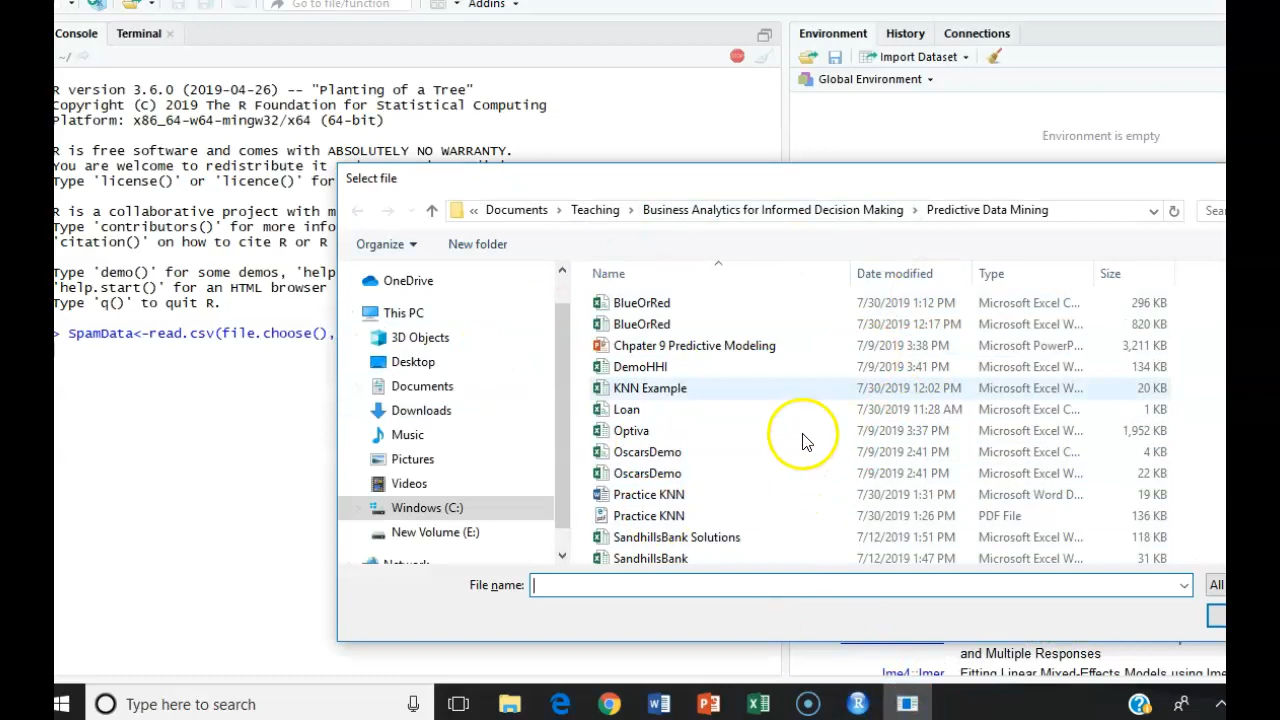 Go to file/function
Addins
Console
Terminal
~/
R version 3.6.0 (2019-04-26) -- "Planting of a Tree"
Copyright (C) 2019 The R Foundation for Statistical Computing
Platform: x86_64-w64-mingw32/x64 (64-bit)
R is free software and comes with ABSOLUTELY NO WARRANTY.
You are welcome to redistribute it
Type 'license()' or 'licence()' for
R is a collaborative project with m
Type 'contributors()' for more info
'citation()' on how to cite R or R
Type 'demo()' for some demos, 'help
'help.start()' for an HTML browser
Type 'q()' to quit R.
> SpamData<-read.csv(file.choose(),
Environment
History
Connections
Import Dataset
Global Environment
Environment is empty
Select file
« Documents > Teaching > Business Analytics for Informed Decision Making > Predictive Data Mining
Sear
Organize
New folder
OneDrive
This PC
3D Objects
Desktop
Documents
Downloads
Music
Pictures
Videos
Windows (C:)
New Volume (E:)
Network
Name Date modified Type Size
BlueOrRed 7/30/2019 1:12 PM Microsoft Excel C... 296 KB
BlueOrRed 7/30/2019 12:17 PM Microsoft Excel W... 820 KB
Chpater 9 Predictive Modeling 7/9/2019 3:38 PM Microsoft PowerP... 3,211 KB
DemoHHI 7/9/2019 3:41 PM Microsoft Excel W... 134 KB
KNN Example 7/30/2019 12:02 PM Microsoft Excel W... 20 KB
Loan 7/30/2019 11:28 AM Microsoft Excel C... 1 KB
Optiva 7/9/2019 3:37 PM Microsoft Excel W... 1,952 KB
OscarsDemo 7/9/2019 2:41 PM Microsoft Excel C... 4 KB
OscarsDemo 7/9/2019 2:41 PM Microsoft Excel W... 22 KB
Practice KNN 7/30/2019 1:31 PM Microsoft Word D... 19 KB
Practice KNN 7/30/2019 1:26 PM PDF File 136 KB
SandhillsBank Solutions 7/12/2019 1:51 PM Microsoft Excel W... 118 KB
SandhillsBank 7/12/2019 1:47 PM Microsoft Excel W... 31 KB
File name:
All
and Multiple Responses
lme4::lmer Fitting Linear Mixed-Effects Models using lme
Type here to search